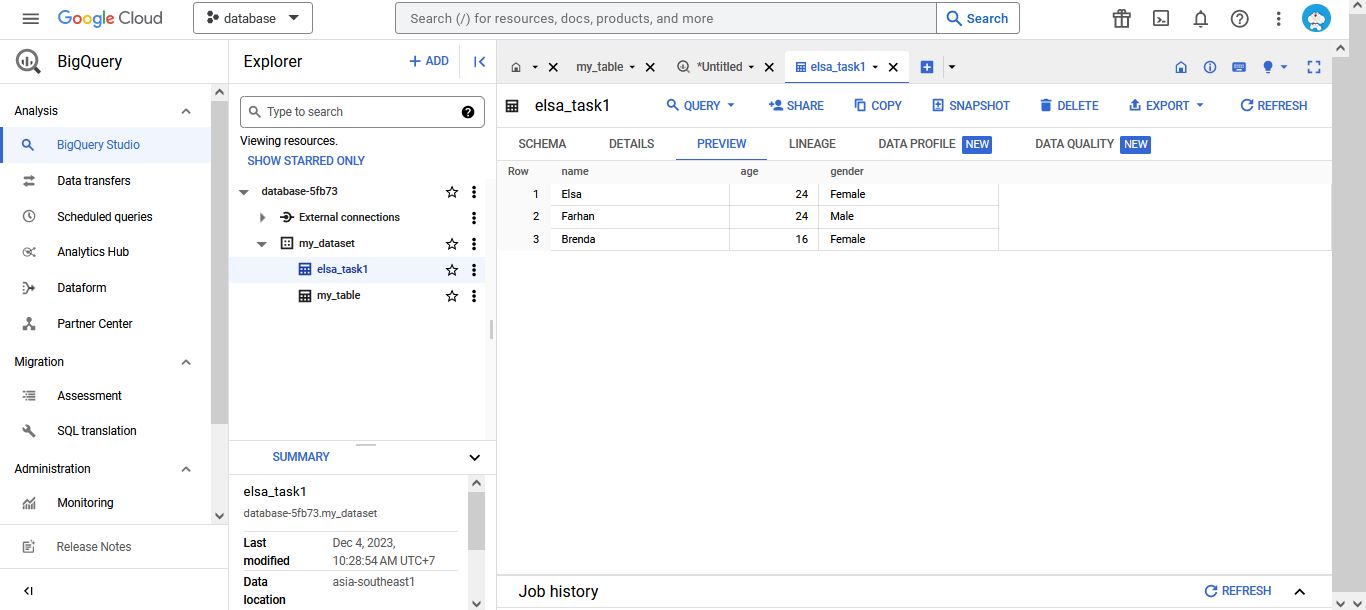 Google Cloud
database
Search (/) for resources, docs, products, and more
Search
BigQuery
Analysis
BigQuery Studio
Data transfers
Scheduled queries
Analytics Hub
Dataform
Partner Center
Migration
Assessment
SQL translation
Administration
Monitoring
Release Notes
Explorer
+ ADD
Type to search
Viewing resources.
SHOW STARRED ONLY
database-5fb73
External connections
my_dataset
elsa_task1
my_table
SUMMARY
elsa_task1
database-5fb73.my_dataset
Last modified Dec 4, 2023, 10:28:54 AM UTC+7
Data location asia-southeast1
my_table
*Untitled
elsa_task1
elsa_task1
QUERY
SHARE
COPY
SNAPSHOT
DELETE
EXPORT
REFRESH
SCHEMA
DETAILS
PREVIEW
LINEAGE
DATA PROFILE NEW
DATA QUALITY NEW
Row name age gender
1 Elsa 24 Female
2 Farhan 24 Male
3 Brenda 16 Female
Job history
REFRESH